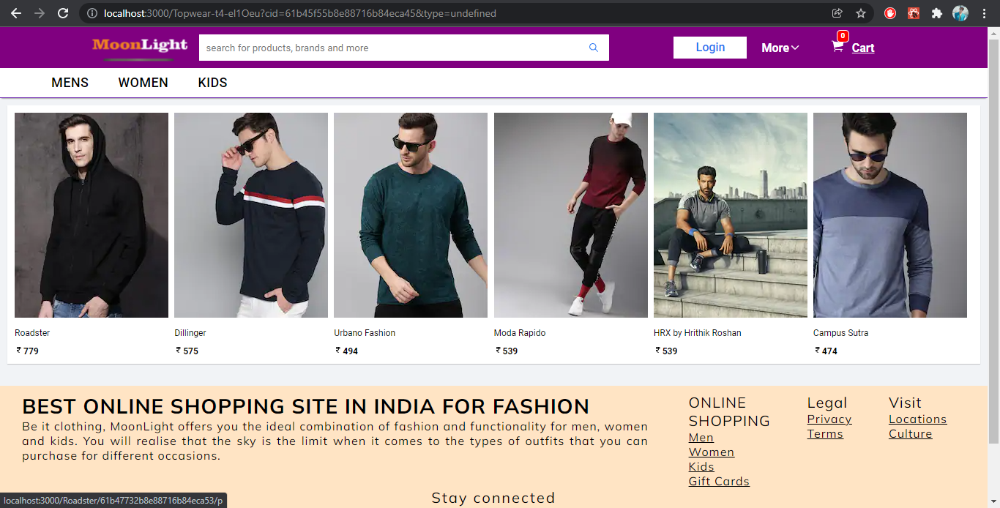 localhost:3000/Topwear-t4-el1Oeu?cid=61b45f55b8e88716b84eca45&type=undefined
MoonLight
search for products, brands and more
Login
More
0
Cart
MENS WOMEN KIDS
Roadster
₹ 779
Dillinger
₹ 575
Urbano Fashion
₹ 494
Moda Rapido
₹ 539
HRX by Hrithik Roshan
₹ 539
Campus Sutra
₹ 474
BEST ONLINE SHOPPING SITE IN INDIA FOR FASHION
Be it clothing, MoonLight offers you the ideal combination of fashion and functionality for men, women
and kids. You will realise that the sky is the limit when it comes to the types of outfits that you can
purchase for different occasions.
ONLINE
SHOPPING
Men
Women
Kids
Gift Cards
Legal
Privacy
Terms
Visit
Locations
Culture
Stay connected
localhost:3000/Roadster/61b47732b8e88716b84eca53/p